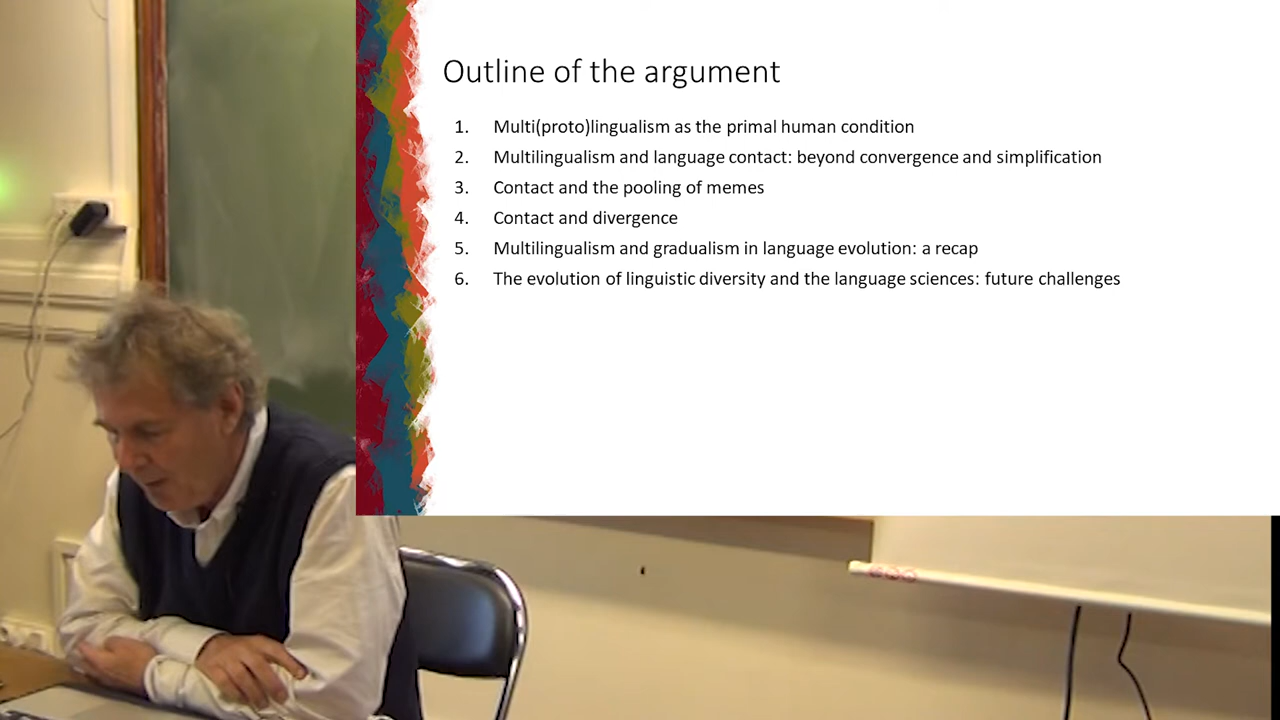 Outline of the argument
1. Multi(proto)lingualism as the primal human condition
2. Multilingualism and language contact: beyond convergence and simplification
3. Contact and the pooling of memes
4. Contact and divergence
5. Multilingualism and gradualism in language evolution: a recap
6. The evolution of linguistic diversity and the language sciences: future challenges